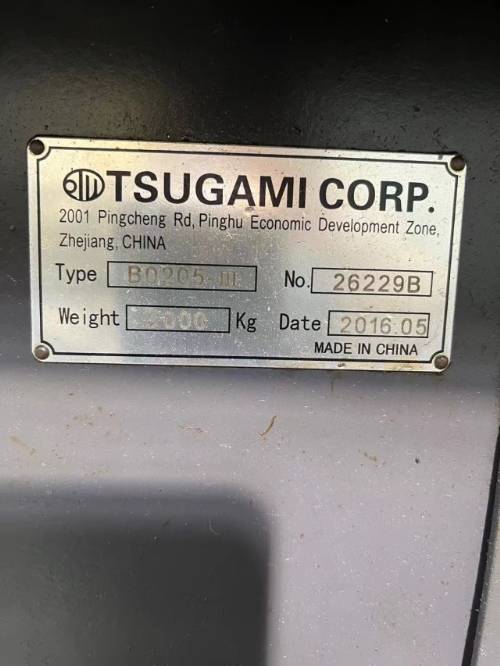 TSUGAMI CORP.
2001 Pingcheng Rd, Pinghu Economic Development Zone,
Zhejiang, CHINA
Type B0205-III No. 26229B
Weight Kg Date 2016.05
MADE IN CHINA